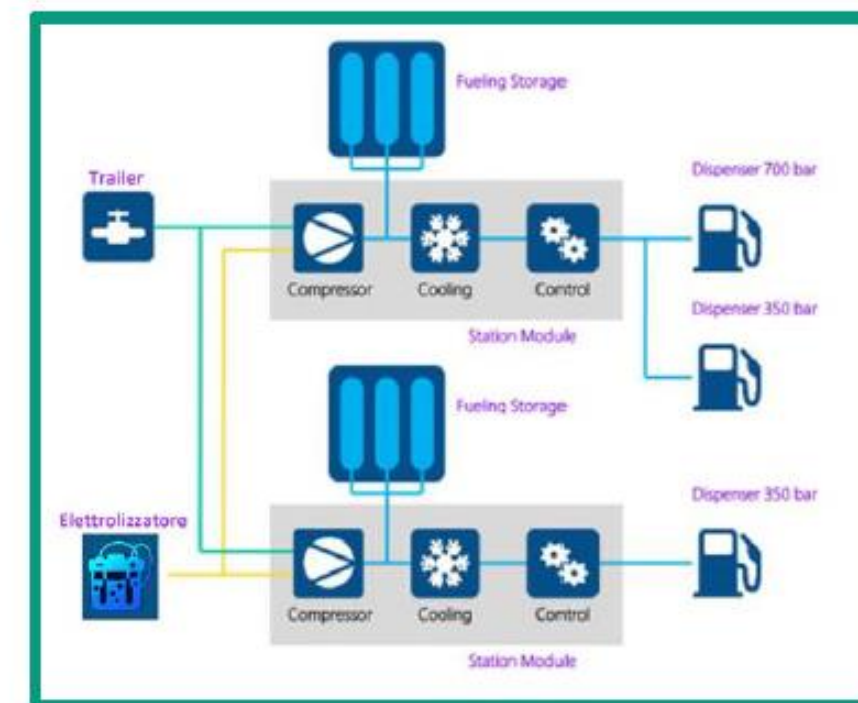 Fueling Storage
Trailer
Dispenser 700 bar
Compressor
Cooling
Control
Dispenser 350 bar
Station Module
Fueling Storage
Dispenser 350 bar
Elettrolizzatore
Compressor
Cooling
Control
Station Module